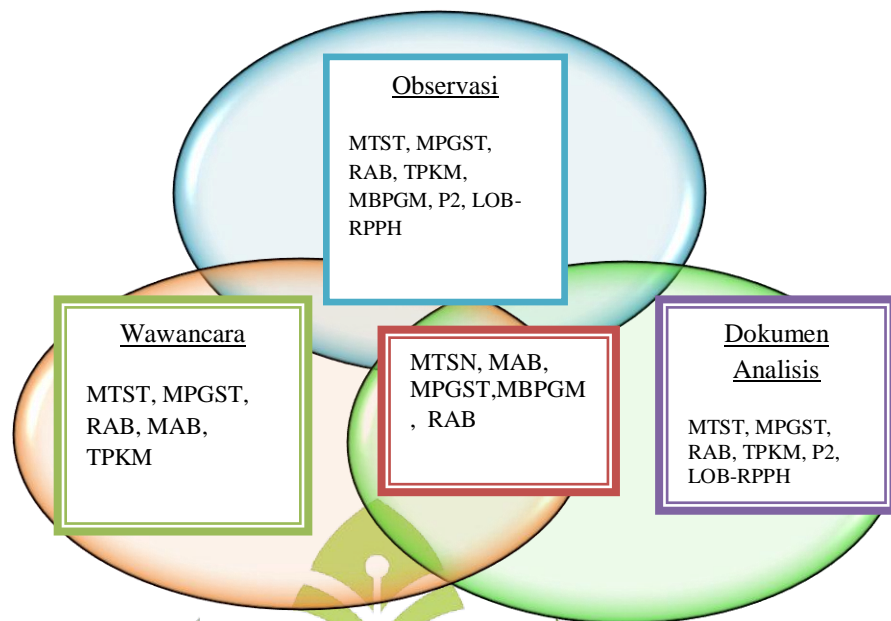 Observasi
MTST, MPGST,
RAB, TPKM,
MBPGM, P2, LOB-
RPPH
Wawancara
MTST, MPGST,
RAB, MAB,
TPKM
MTSN, MAB,
MPGST,MBPGM
, RAB
Dokumen
Analisis
MTST, MPGST,
RAB, TPKM, P2,
LOB-RPPH